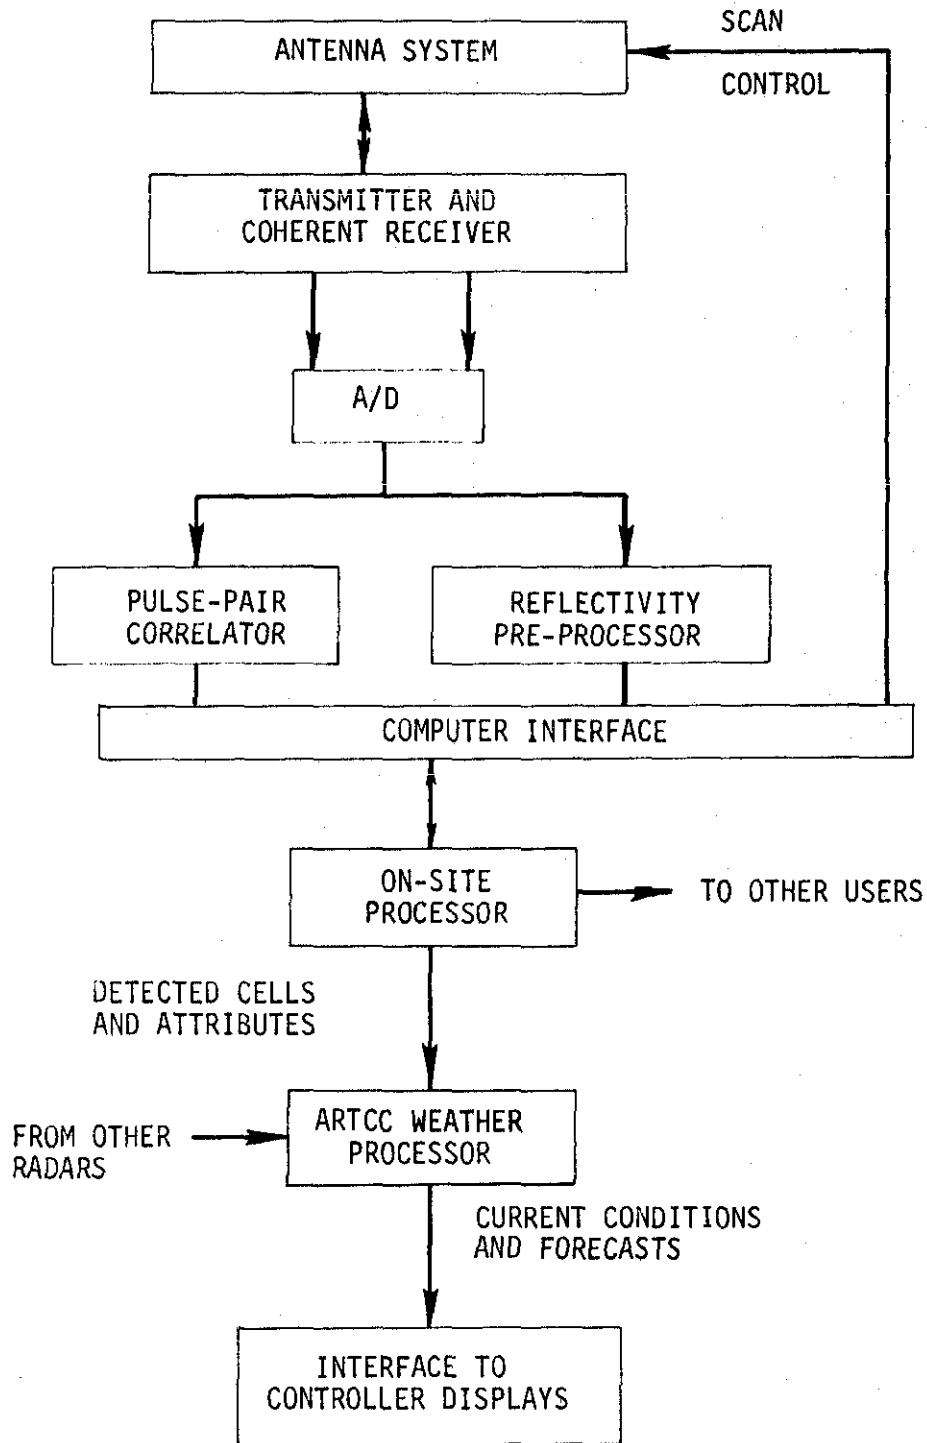 SCAN
ANTENNA SYSTEM
CONTROL
TRANSMITTER AND
COHERENT RECEIVER
A/D
PULSE-PAIR
CORRELATOR
REFLECTIVITY
PRE-PROCESSOR
COMPUTER INTERFACE
ON-SITE
PROCESSOR
TO OTHER USERS
DETECTED CELLS
AND ATTRIBUTES
ARTCC WEATHER
PROCESSOR
FROM OTHER
RADARS
CURRENT CONDITIONS
AND FORECASTS
INTERFACE TO
CONTROLLER DISPLAYS